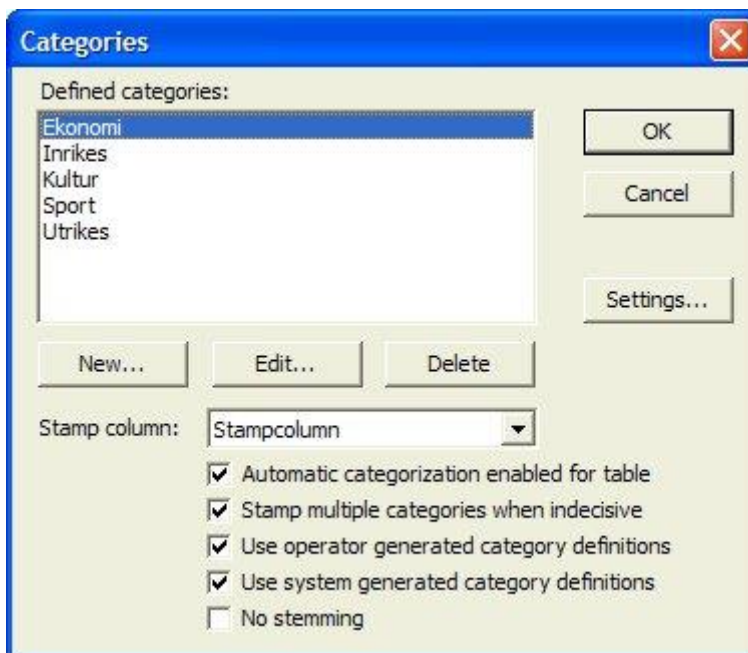 Categories
Defined categories:
Ekonomi
Inrikes
Kultur
Sport
Utrikes
OK
Cancel
Settings...
New...
Edit...
Delete
Stamp column:
Stampcolumn
Automatic categorization enabled for table
Stamp multiple categories when indecisive
Use operator generated category definitions
Use system generated category definitions
No stemming